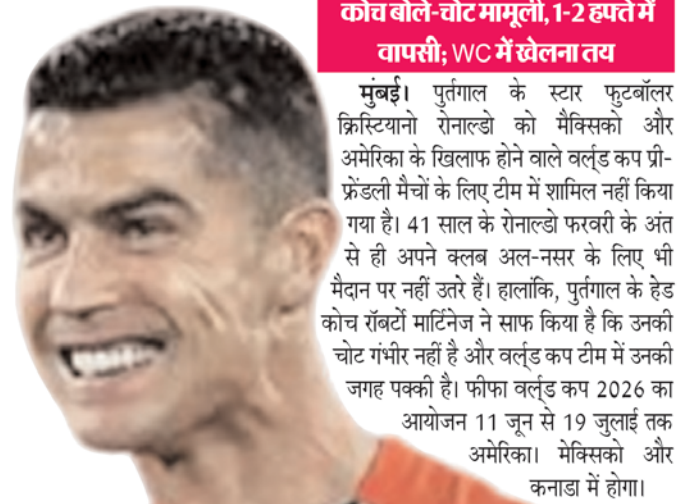 कोच बोले-चोट मामूली, 1-2 हफ्ते में
वापसी; WC में खेलना तय
मुंबई। पुर्तगाल के स्टार फुटबॉलर
क्रिस्टियानो रोनाल्डो को मैक्सिको और
अमेरिका के खिलाफ होने वाले वर्ल्ड कप प्री-
फ्रेंडली मैचों के लिए टीम में शामिल नहीं किया
गया है। 41 साल के रोनाल्डो फरवरी के अंत
से ही अपने क्लब अल-नसर के लिए भी
मैदान पर नहीं उतरे हैं। हालांकि, पुर्तगाल के हेड
कोच रॉबर्टो मार्टिनेज ने साफ किया है कि उनकी
चोट गंभीर नहीं है और वर्ल्ड कप टीम में उनकी
जगह पक्की है। फीफा वर्ल्ड कप 2026 का
आयोजन 11 जून से 19 जुलाई तक
अमेरिका। मेक्सिको और
कनाडा में होगा।